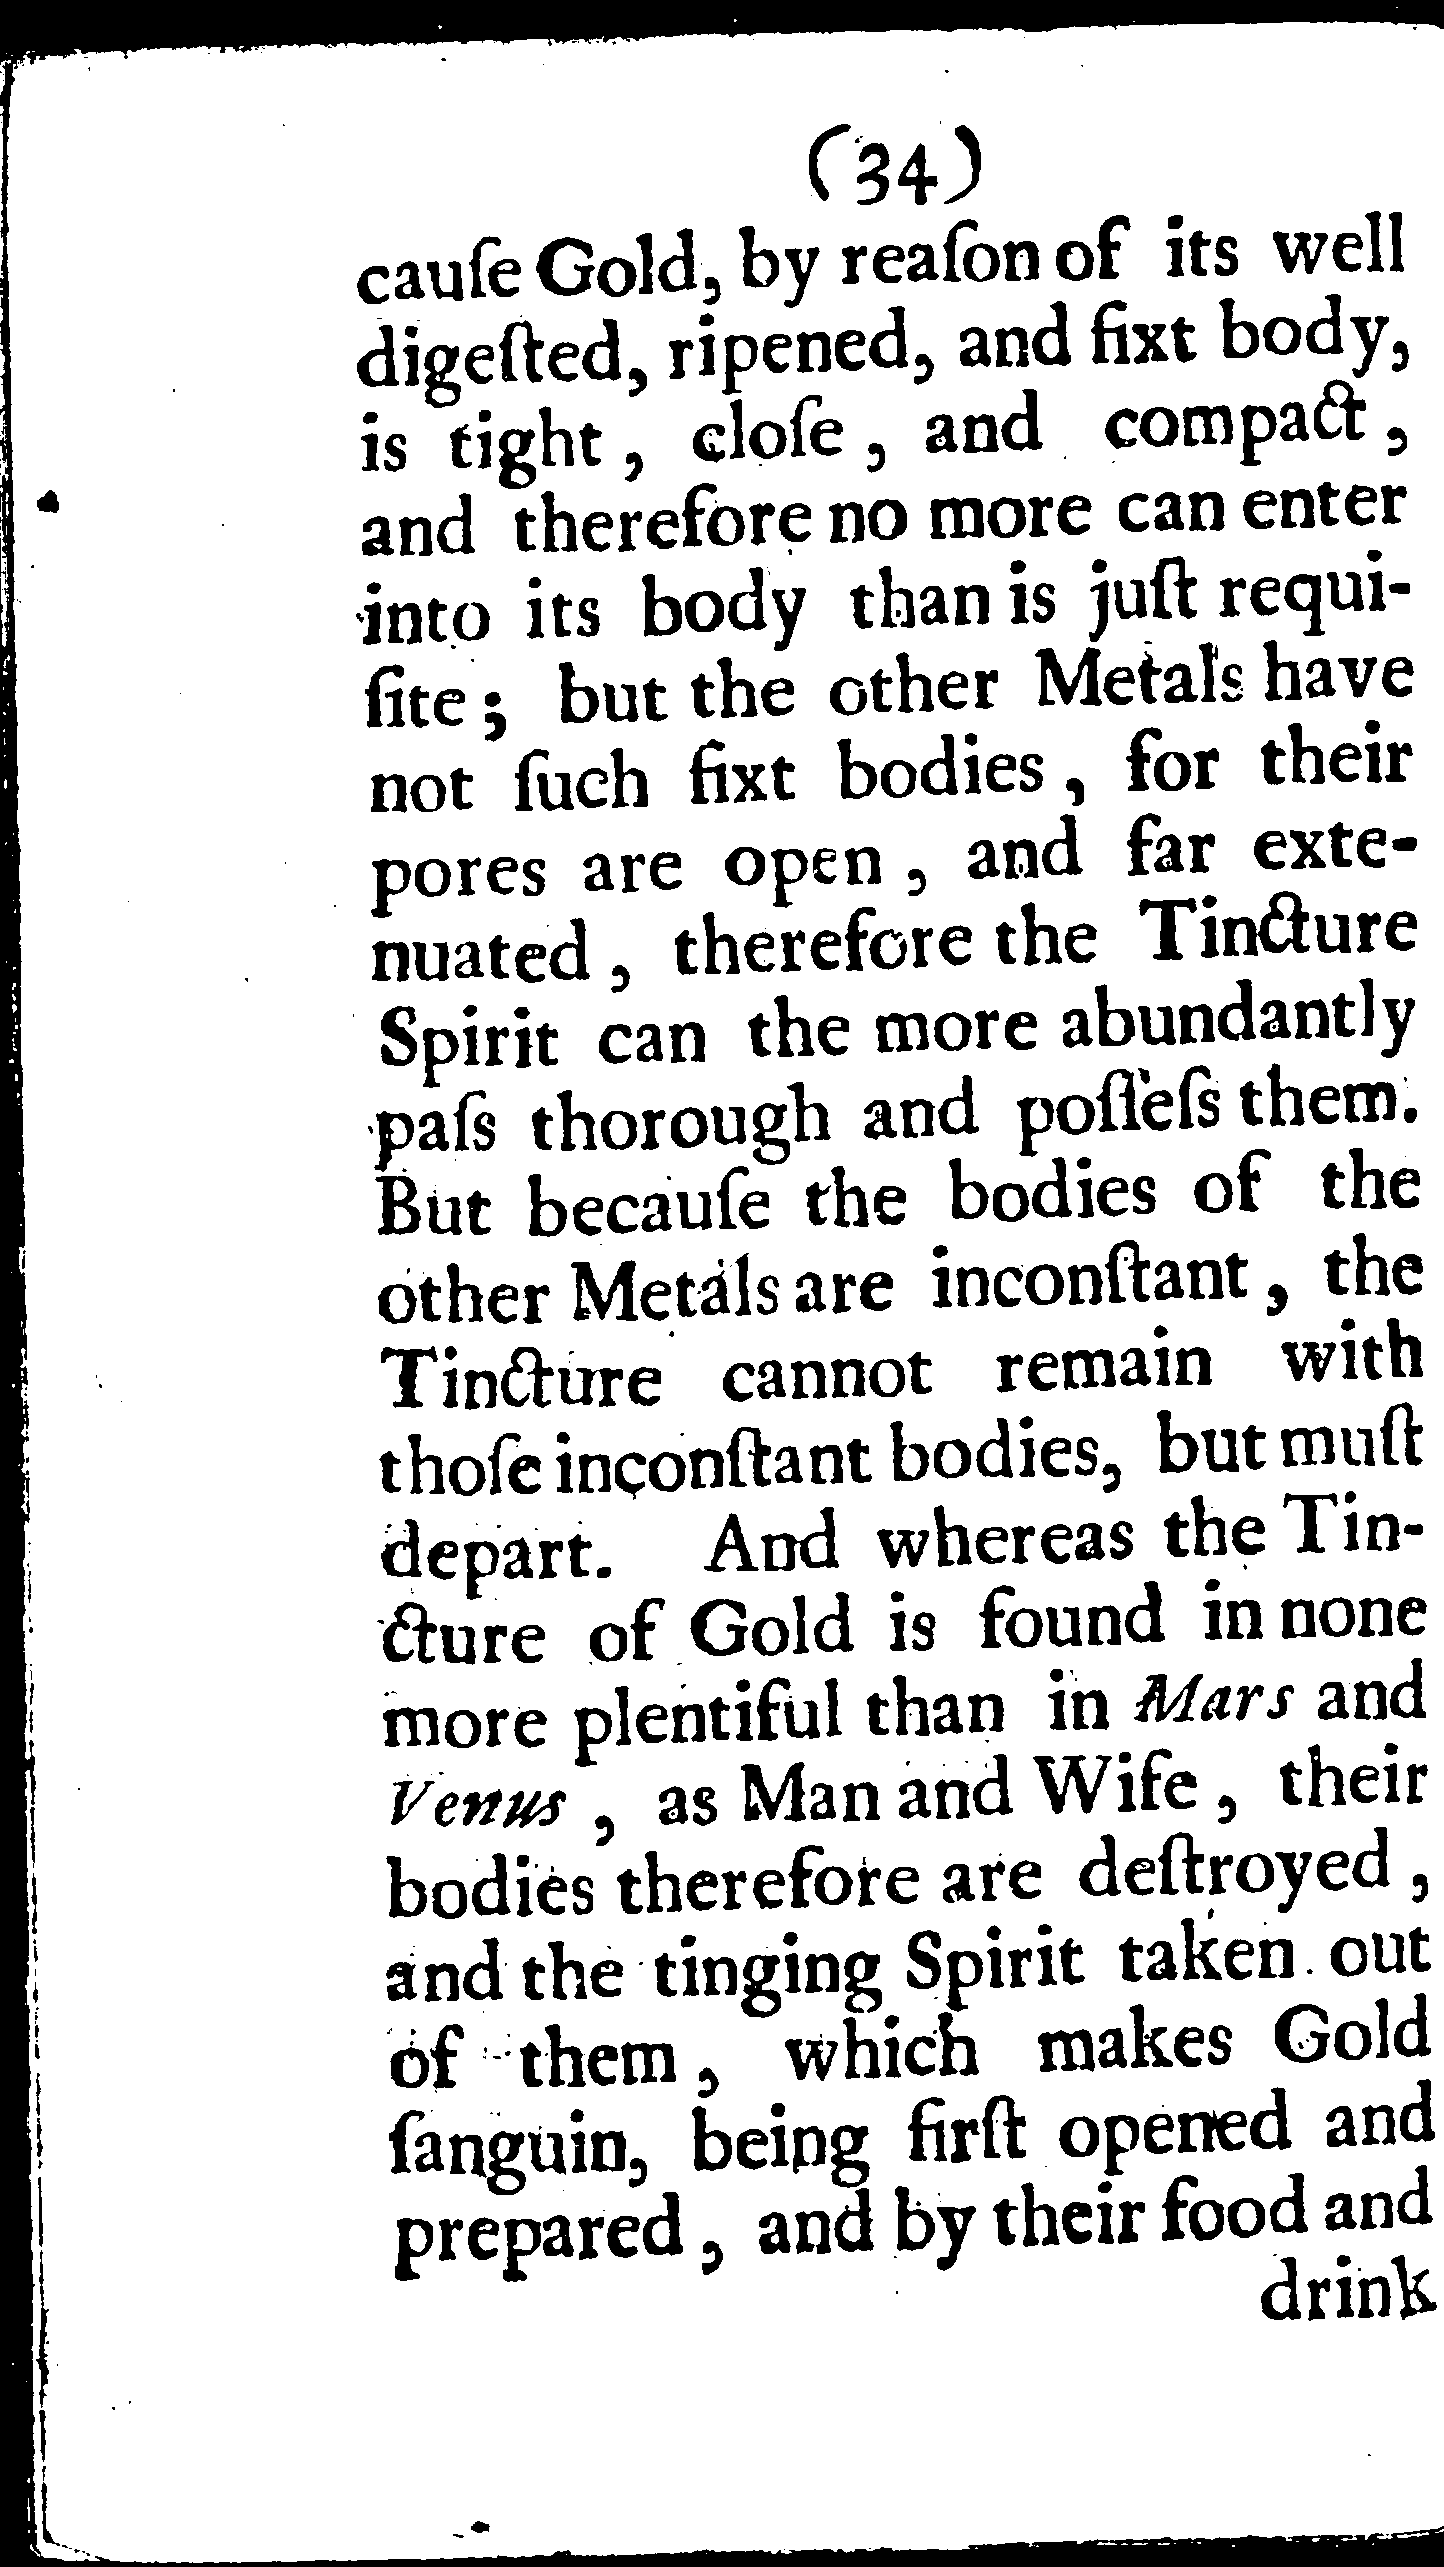 (34)
cauſe Gold, by reaſon of its well
digeſted, ripened, and fixt body,
is tight, cloſe, and compact,
and therefore no more can enter
into its body than is juſt requi-
ſite; but the other Metals have
not ſuch fixt bodies, for their
pores are open, and far exte-
nuated, therefore the Tincture
Spirit can the more abundantly
paſs thorough and poſſeſs them.
But becauſe the bodies of the
other Metals are inconſtant, the
Tincture cannot remain with
thoſe inconſtant bodies, but muſt
depart. And whereas the Tin-
cture of Gold is found in none
more plentiful than in Mars and
Venus, as Man and Wife, their
bodies therefore are deſtroyed,
and the tinging Spirit taken out
of them, which makes Gold
ſanguin, being firſt opened and
prepared, and by their food and
drink